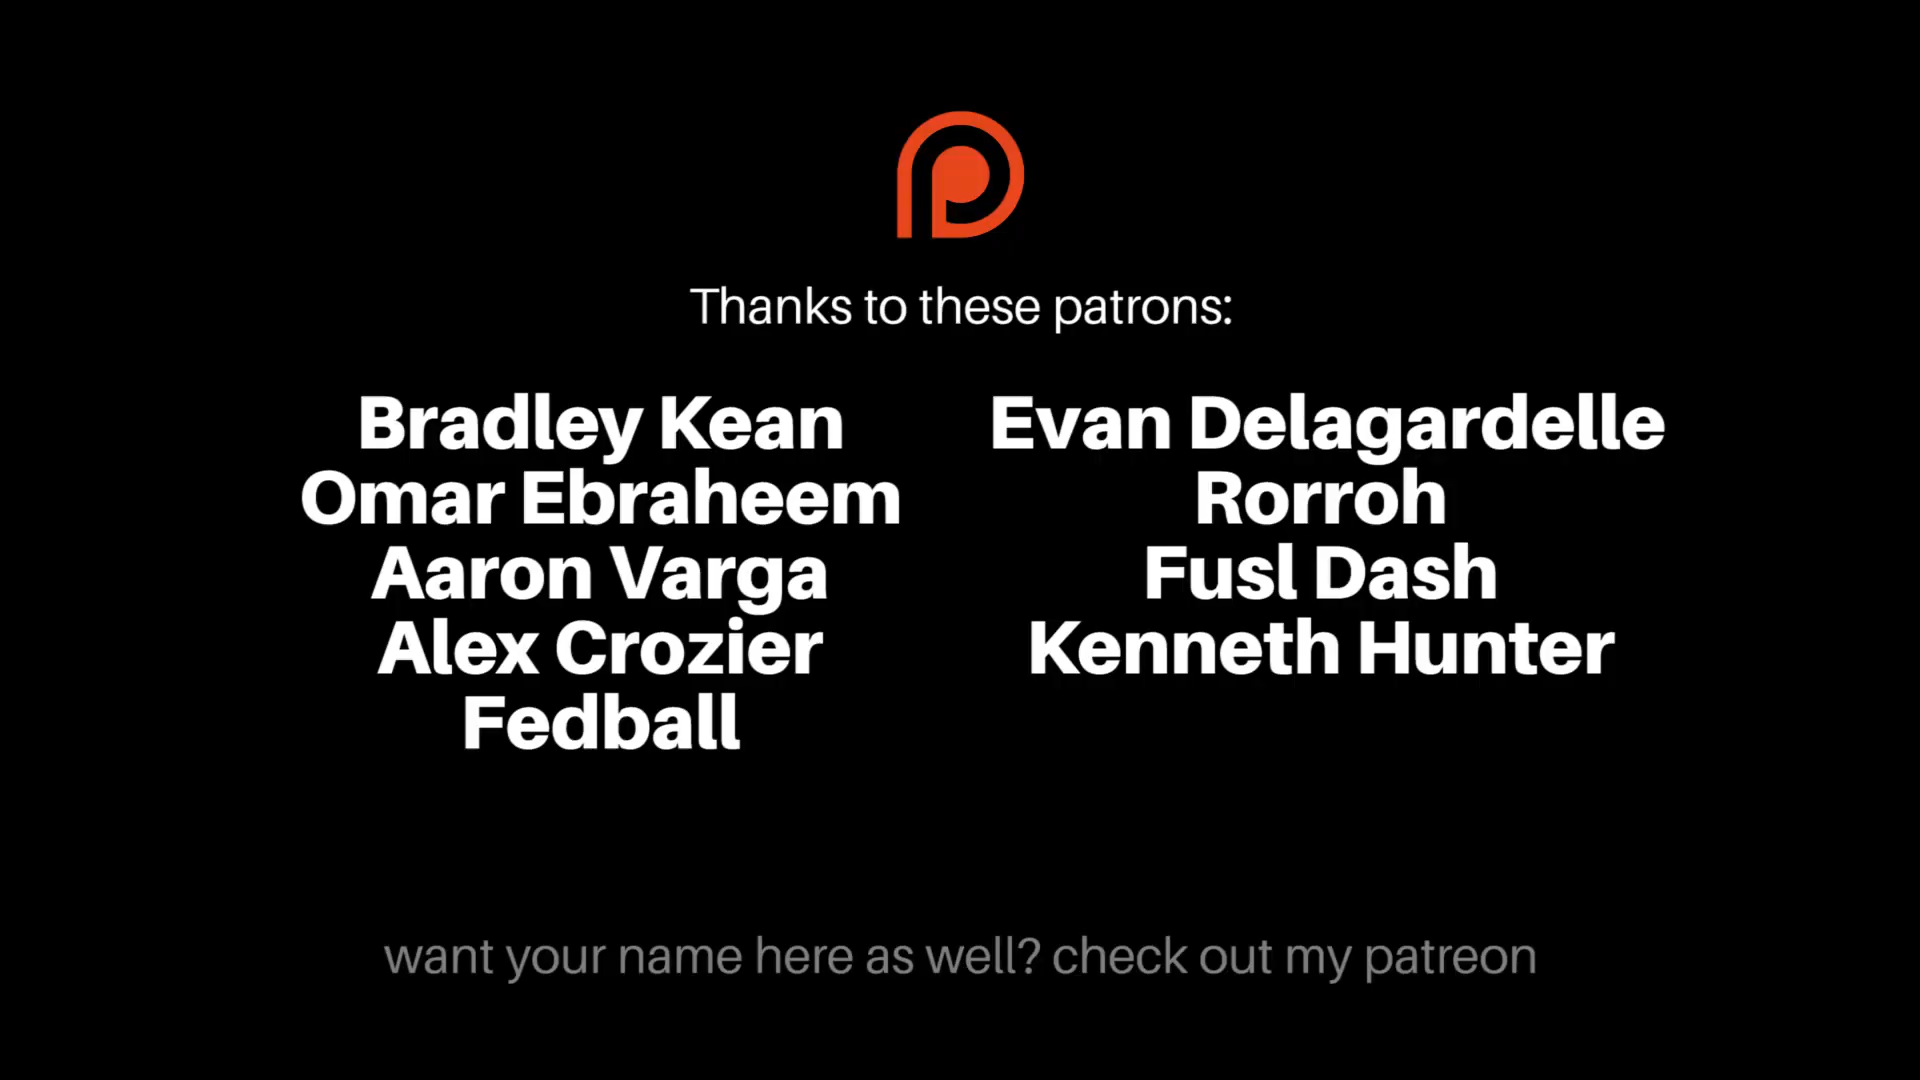 Thanks to these patrons:
Bradley Kean
Omar Ebraheem
Aaron Varga
Alex Crozier
Fedball
Evan Delagardelle
Rorroh
Fusl Dash
Kenneth Hunter
want your name here as well? check out my patreon